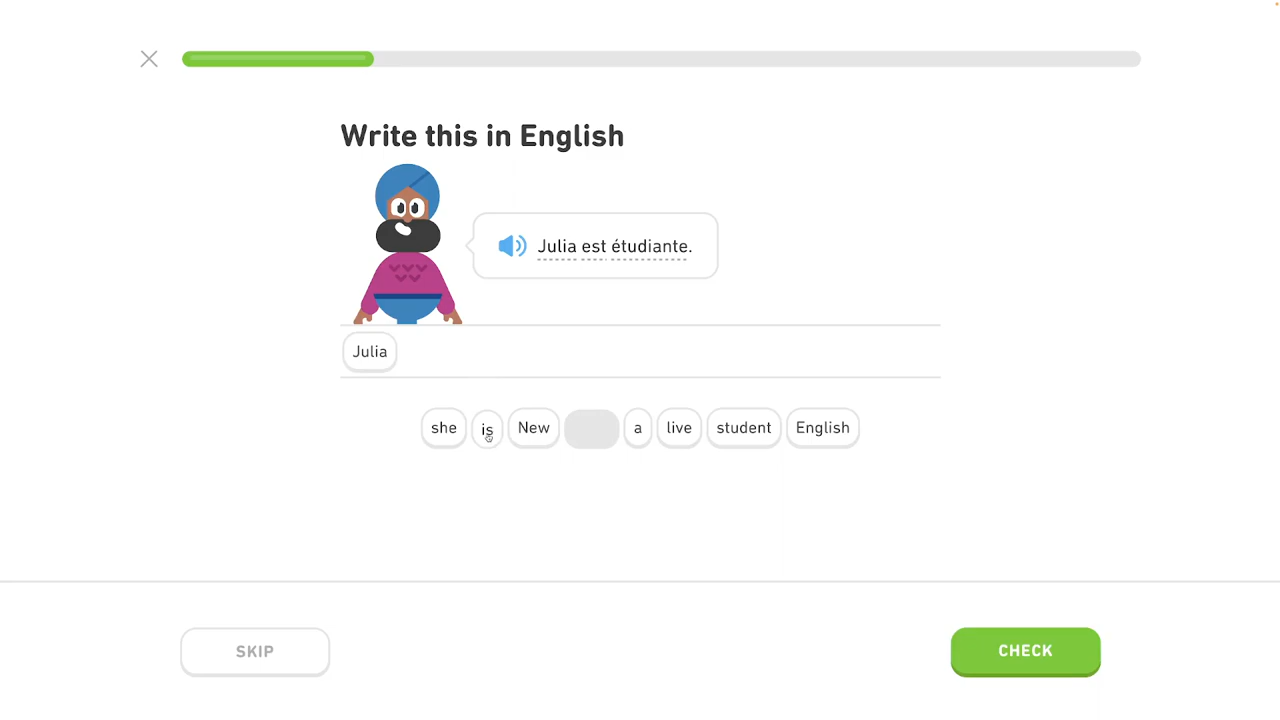 Write this in English
Julia est étudiante.
Julia
she is New a live student English
SKIP CHECK